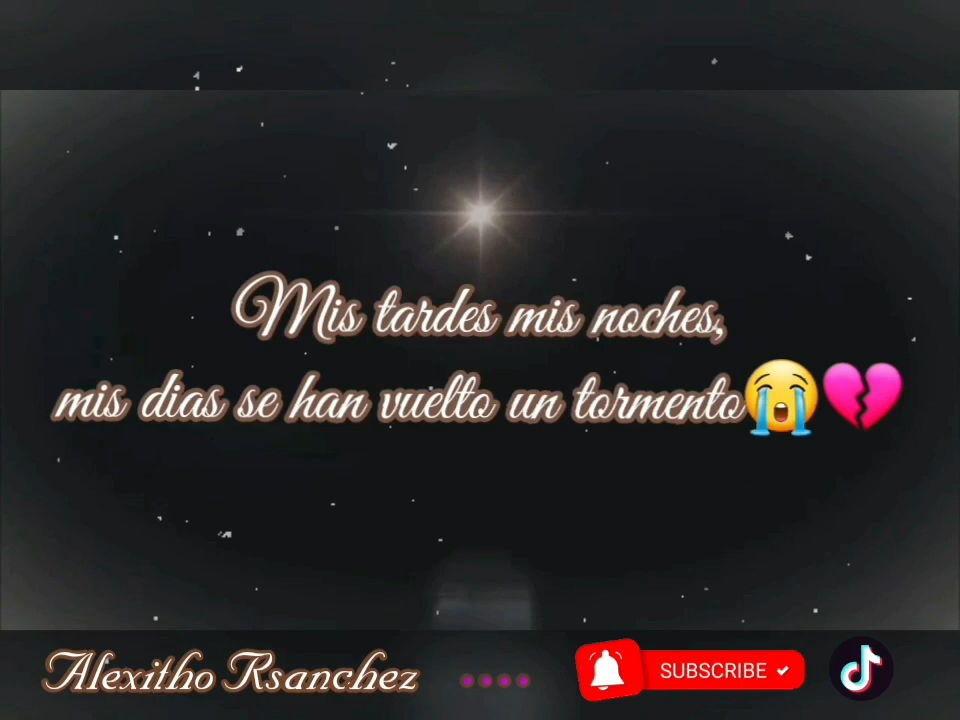 Mis tardes mis noches,
mis dias se han vuelto un tormento😭💔
Alexitho Rsanchez
SUBSCRIBE